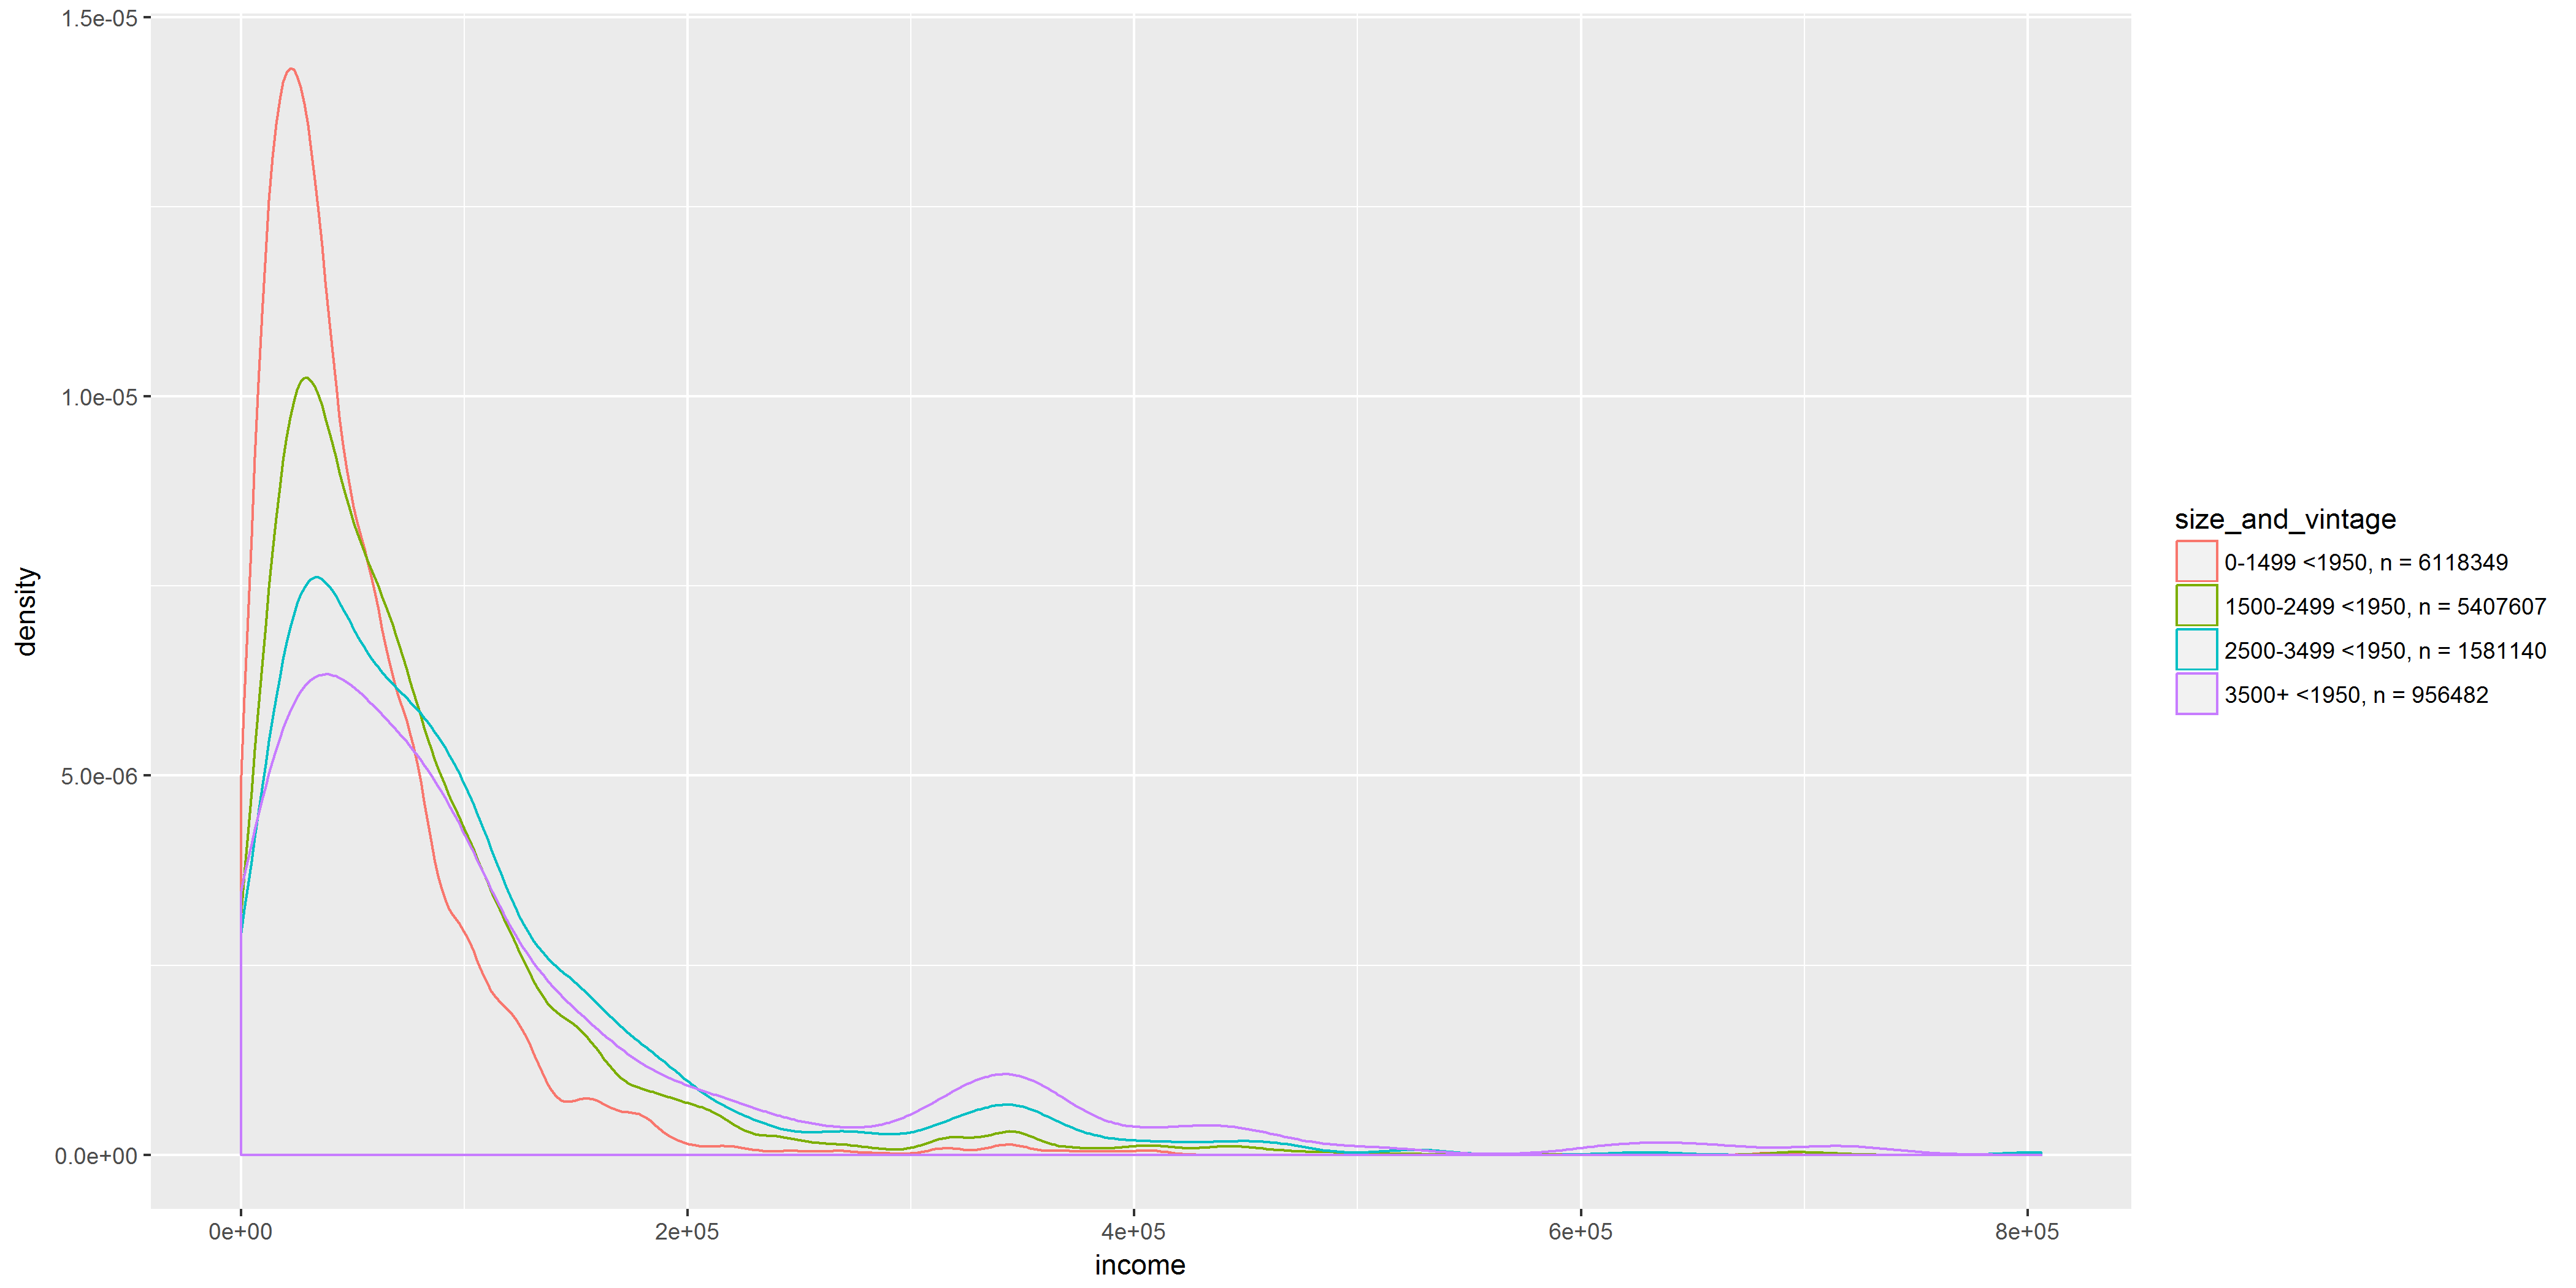 1.5e-05
1.0e-05
5.0e-06
0.0e+00
density
0e+00
2e+05
4e+05
6e+05
8e+05
income
size_and_vintage
0-1499 <1950, n = 6118349
1500-2499 <1950, n = 5407607
2500-3499 <1950, n = 1581140
3500+ <1950, n = 956482